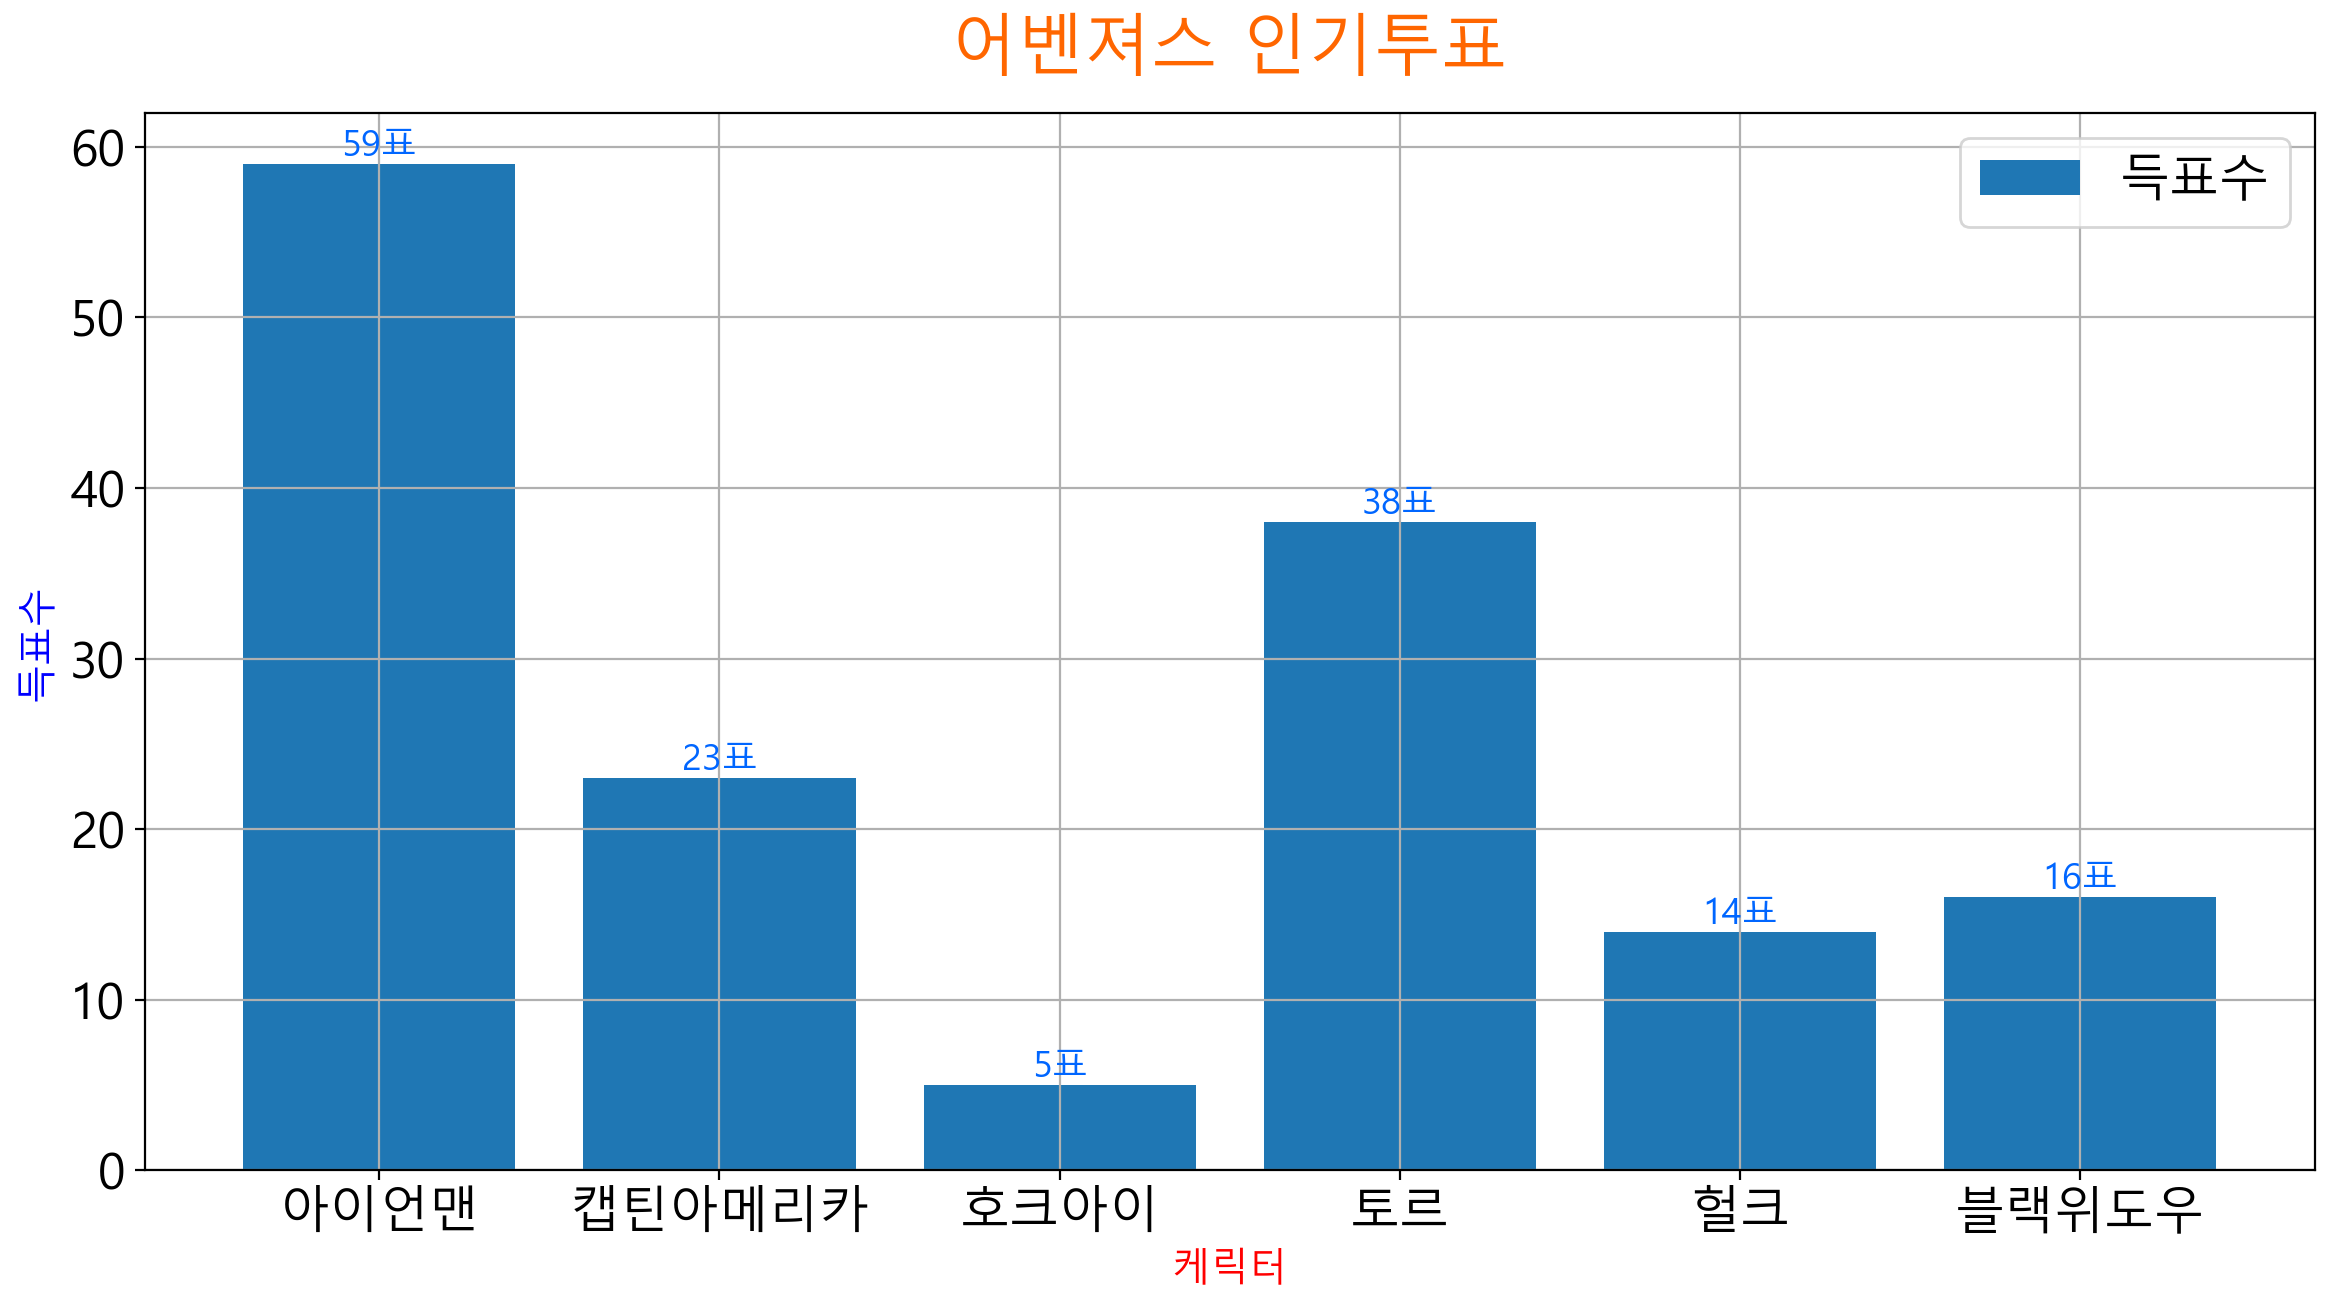 어벤져스 인기투표
득표수
60
50
40
30
20
10
0
59표
23표
5표
38표
14표
16표
득표수
아이언맨
캡틴아메리카
호크아이
토르
헐크
블랙위도우
케릭터